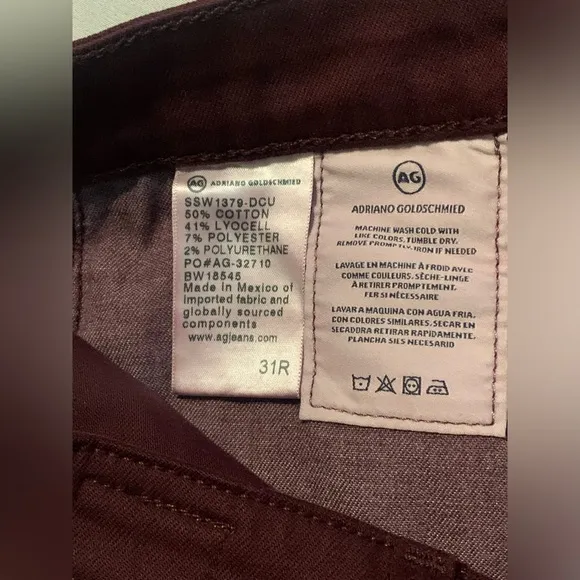 AG ADRIANO GOLDSCHMIED
SSW1379-DCU
50% COTTON
41% LYOCELL
7% POLYESTER
2% POLYURETHANE
PO#AG-32710
BW18545
Made in Mexico of
imported fabric and
globally sourced
components
www.agjeans.com
31R
AG
ADRIANO GOLDSCHMIED
MACHINE WASH COLD WITH
LIKE COLORS. TUMBLE DRY.
REMOVE PROMPTLY-IRON IF NEEDED
LAVAGE EN MACHINE À FROID AVEC
COMME COULEURS. SÈCHE-LINGE
À RETIRER PROMPTEMENT.
FER SI NÉCESSAIRE
LAVAR A MAQUINA CON AGUA FRIA.
CON COLORES SIMILARES. SECAR EN
SECADORA RETIRAR RAPIDAMENTE.
PLANCHA SIES NECESARIO